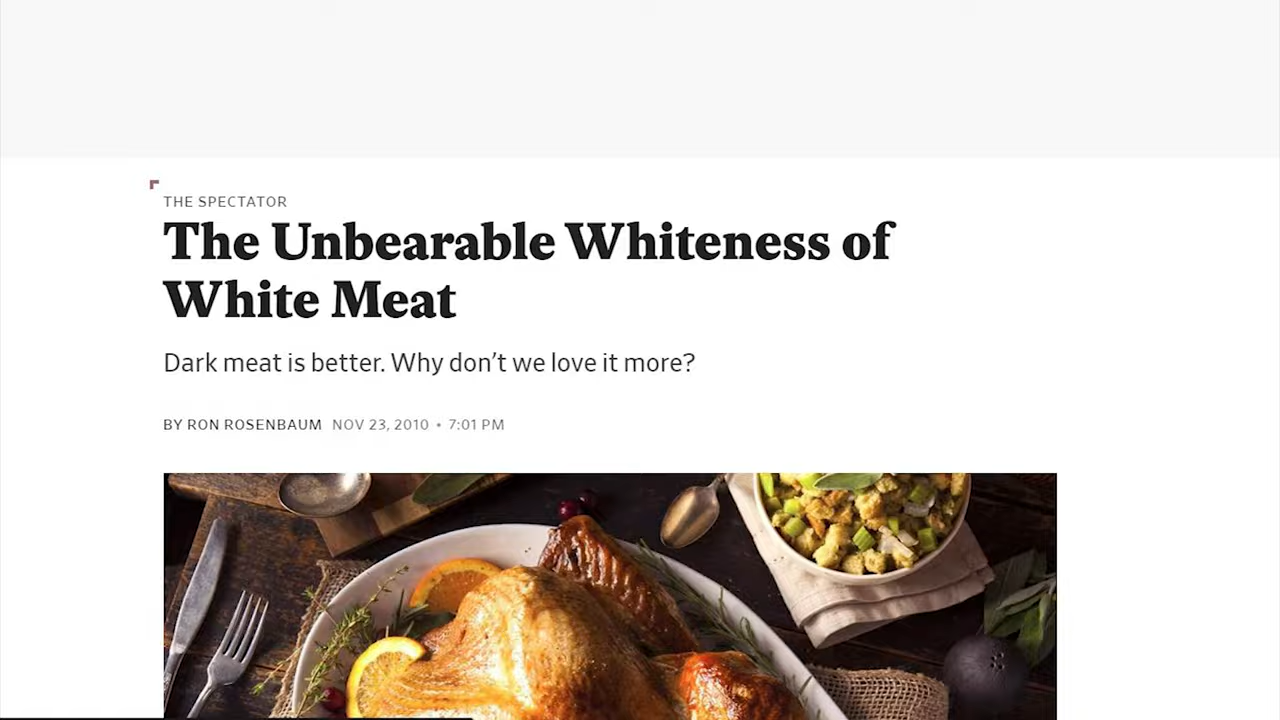 THE SPECTATOR
The Unbearable Whiteness of
White Meat
Dark meat is better. Why don’t we love it more?
BY RON ROSENBAUM NOV 23, 2010 • 7:01 PM